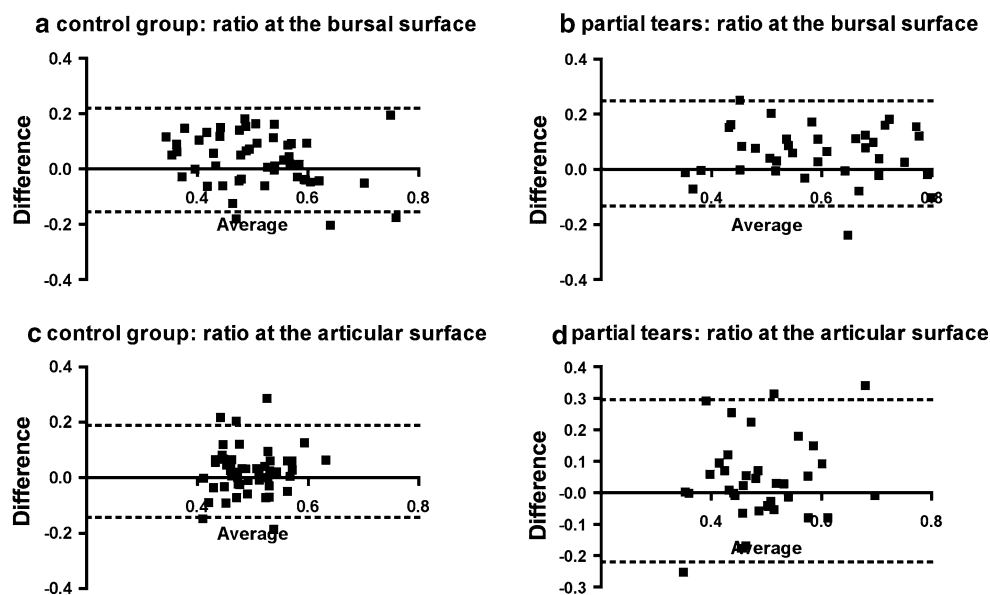 a control group: ratio at the bursal surface
0.4
0.2
0.0
-0.2
-0.4
Difference
0.4
0.6
0.8
Average
b partial tears: ratio at the bursal surface
0.4
0.2
0.0
-0.2
-0.4
Difference
0.4
0.6
0.8
Average
c control group: ratio at the articular surface
0.4
0.2
0.0
-0.2
-0.4
Difference
0.4
0.6
0.8
Average
d partial tears: ratio at the articular surface
0.4
0.3
0.2
0.1
-0.0
-0.1
-0.2
-0.3
Difference
0.4
0.6
0.8
Average